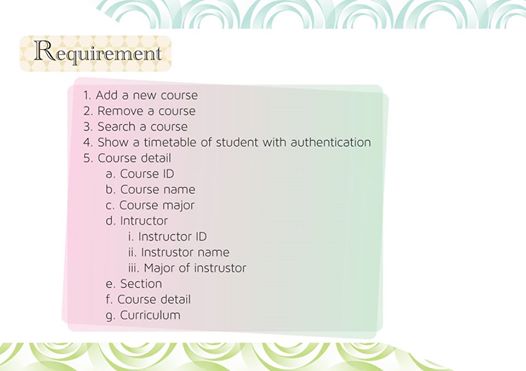 Requirement
1. Add a new course
2. Remove a course
3. Search a course
4. Show a timetable of student with authentication
5. Course detail
a. Course ID
b. Course name
c. Course major
d. Intructor
i. Instructor ID
ii. Instrustor name
iii. Major of instrustor
e. Section
f. Course detail
g. Curriculum